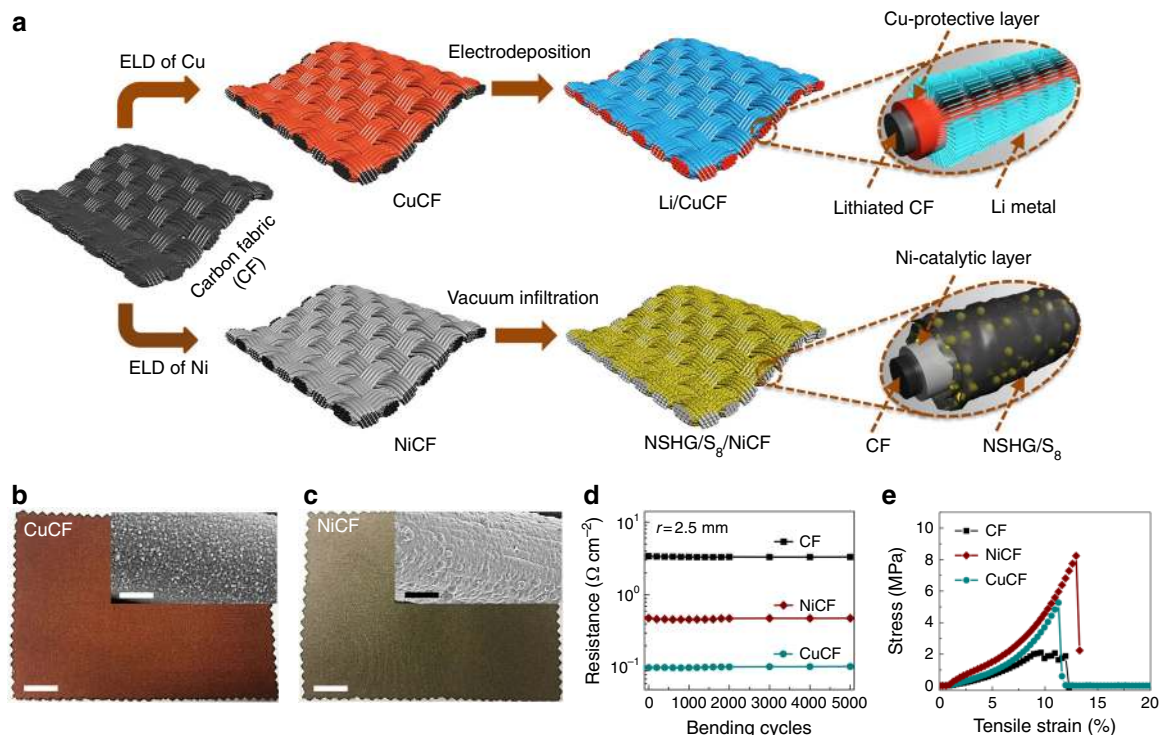 a
ELD of Cu
Electrodeposition
Cu-protective layer
CuCF
Li/CuCF
Lithiated CF
Li metal
Carbon fabric
(CF)
ELD of Ni
Vacuum infiltration
Ni-catalytic layer
NiCF
NSHG/S₈/NiCF
CF
NSHG/S₈
b
CuCF
c
NiCF
d
r = 2.5 mm
CF
NiCF
CuCF
10¹
10⁰
10⁻¹
Resistance (Ω cm⁻²)
0 1000 2000 3000 4000 5000
Bending cycles
e
CF
NiCF
CuCF
10
8
6
4
2
0
Stress (MPa)
0 5 10 15 20
Tensile strain (%)